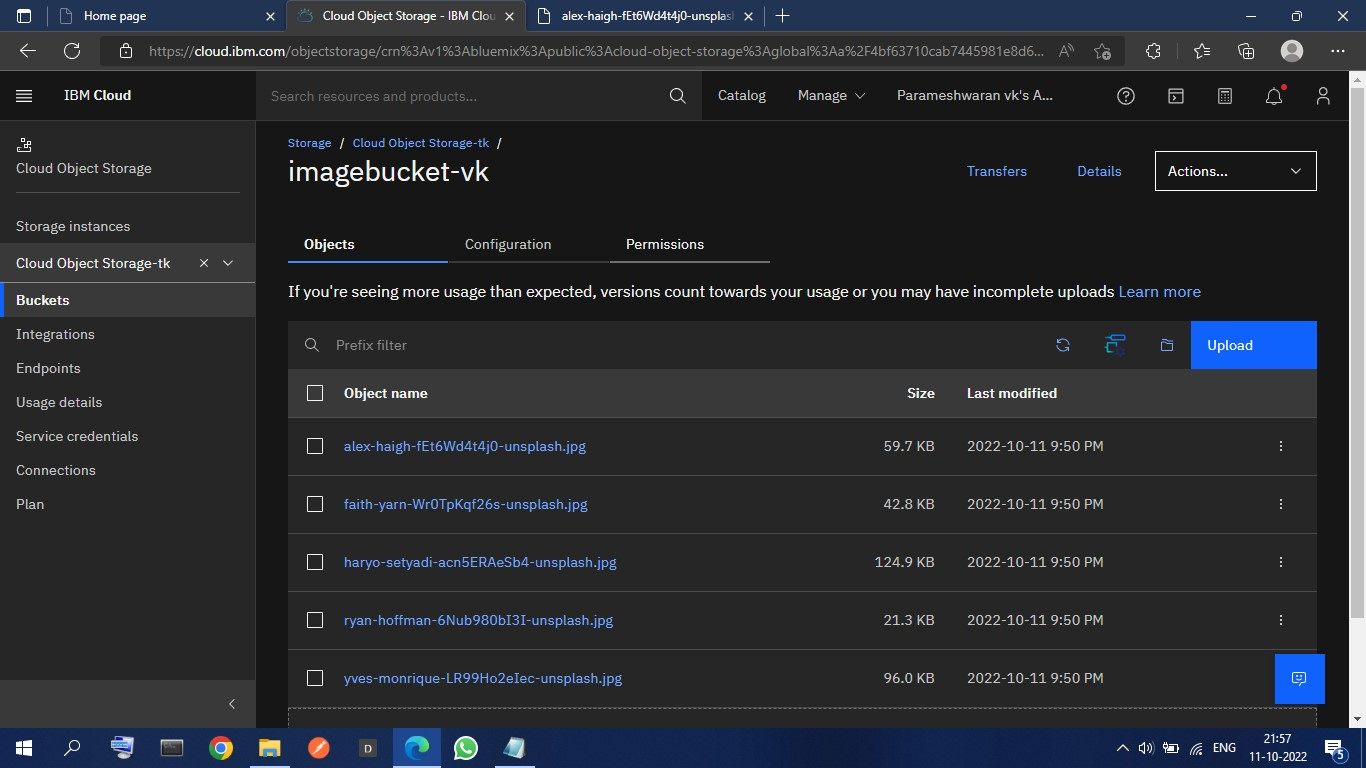 Home page
Cloud Object Storage - IBM Clou
alex-haigh-fEt6Wd4t4j0-unsplas
https://cloud.ibm.com/objectstorage/crn%3Av1%3Abluemix%3Apublic%3Acloud-object-storage%3Aglobal%3Aa%2F4bf63710cab7445981e8d6...
IBM Cloud
Search resources and products...
Catalog
Manage
Parameshwaran vk's A...
Cloud Object Storage
Storage instances
Cloud Object Storage-tk
Buckets
Integrations
Endpoints
Usage details
Service credentials
Connections
Plan
Storage / Cloud Object Storage-tk /
imagebucket-vk
Transfers
Details
Actions...
Objects
Configuration
Permissions
If you're seeing more usage than expected, versions count towards your usage or you may have incomplete uploads Learn more
Prefix filter
Upload
Object name Size Last modified
alex-haigh-fEt6Wd4t4j0-unsplash.jpg 59.7 KB 2022-10-11 9:50 PM
faith-yarn-Wr0TpKqf26s-unsplash.jpg 42.8 KB 2022-10-11 9:50 PM
haryo-setyadi-acn5ERAeSb4-unsplash.jpg 124.9 KB 2022-10-11 9:50 PM
ryan-hoffman-6Nub980bI3I-unsplash.jpg 21.3 KB 2022-10-11 9:50 PM
yves-monrique-LR99Ho2eIec-unsplash.jpg 96.0 KB 2022-10-11 9:50 PM
D
ENG
21:57
11-10-2022
5